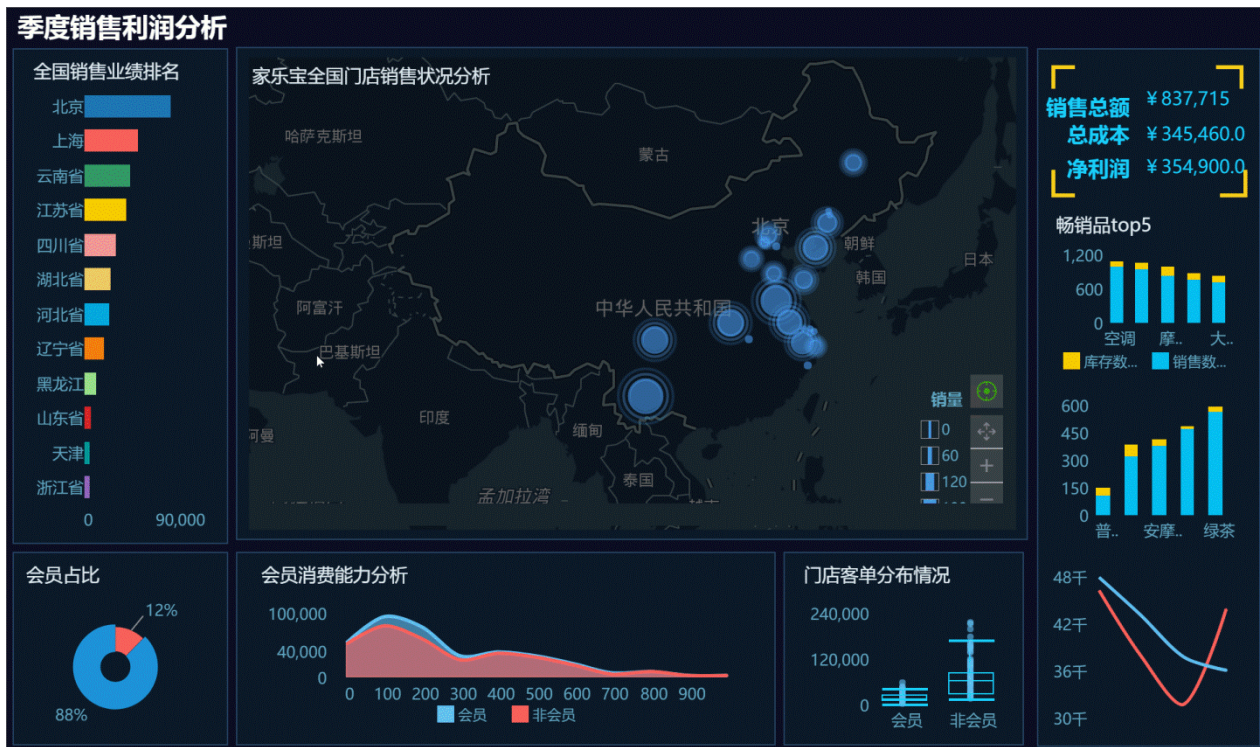 季度销售利润分析
全国销售业绩排名
北京
上海
云南省
江苏省
四川省
湖北省
河北省
辽宁省
黑龙江
山东省
天津
浙江省
0 90,000
家乐宝全国门店销售状况分析
哈萨克斯坦
蒙古
斯坦
北京
朝鲜
日本
韩国
阿富汗
中华人民共和国
巴基斯坦
印度
缅甸
阿曼
泰国
孟加拉湾
销量
0
60
120
销售总额 ￥837,715
总成本 ￥345,460.0
净利润 ￥354,900.0
畅销品top5
1,200
600
0
空调 摩.. 大..
库存数... 销售数...
600
450
300
150
0
普.. 安摩.. 绿茶
48千
42千
36千
30千
会员占比
12%
88%
会员消费能力分析
100,000
40,000
0
0 100 200 300 400 500 600 700 800 900
会员 非会员
门店客单分布情况
240,000
120,000
0
会员 非会员